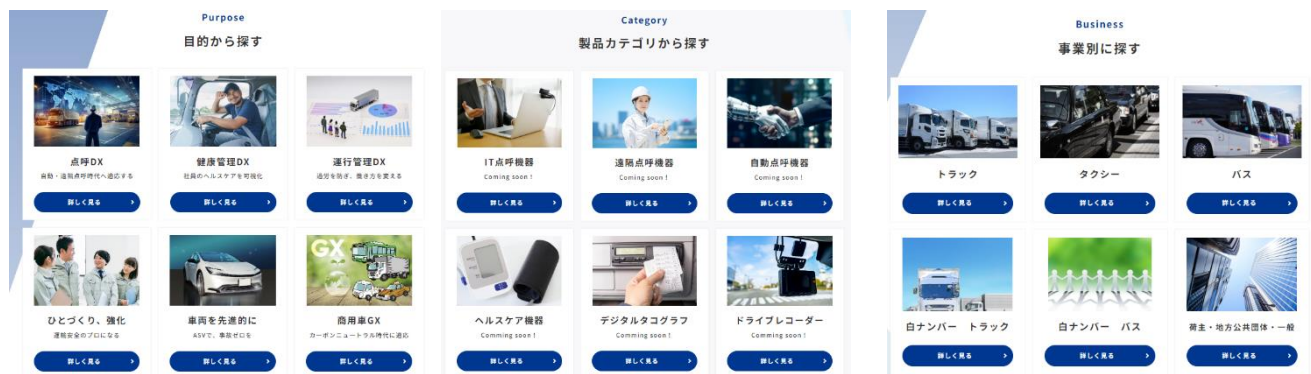 Purpose
目的から探す
点呼DX
自動・遠隔点呼時代へ適応する
詳しく見る
健康管理DX
社員のヘルスケアを可視化
詳しく見る
運行管理DX
過労を防ぎ、働き方を変える
詳しく見る
ひとづくり、強化
運輸安全のプロになる
詳しく見る
車両を先進的に
ASVで、事故ゼロを
詳しく見る
GX
商用車GX
カーボンニュートラル時代に適応
詳しく見る
Category
製品カテゴリから探す
IT点呼機器
Coming soon !
詳しく見る
遠隔点呼機器
Coming soon !
詳しく見る
自動点呼機器
Coming soon !
詳しく見る
ヘルスケア機器
Comming soon !
詳しく見る
デジタルタコグラフ
Comming soon !
詳しく見る
ドライブレコーダー
Comming soon !
詳しく見る
Business
事業別に探す
トラック
詳しく見る
タクシー
詳しく見る
バス
詳しく見る
白ナンバー　トラック
詳しく見る
白ナンバー　バス
詳しく見る
荷主・地方公共団体・一般
詳しく見る